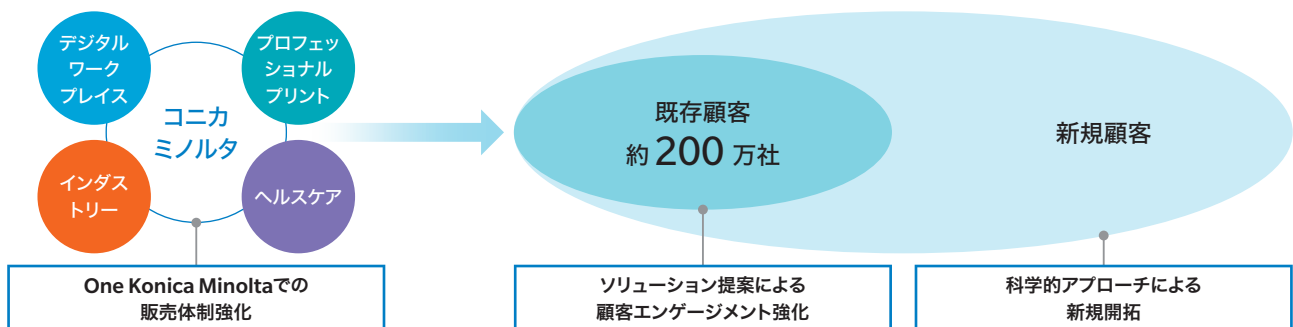 デジタル
ワーク
プレイス
プロフェッ
ショナル
プリント
コニカ
ミノルタ
インダス
トリー
ヘルスケア
既存顧客
約 200 万社
新規顧客
One Konica Minoltaでの
販売体制強化
ソリューション提案による
顧客エンゲージメント強化
科学的アプローチによる
新規開拓